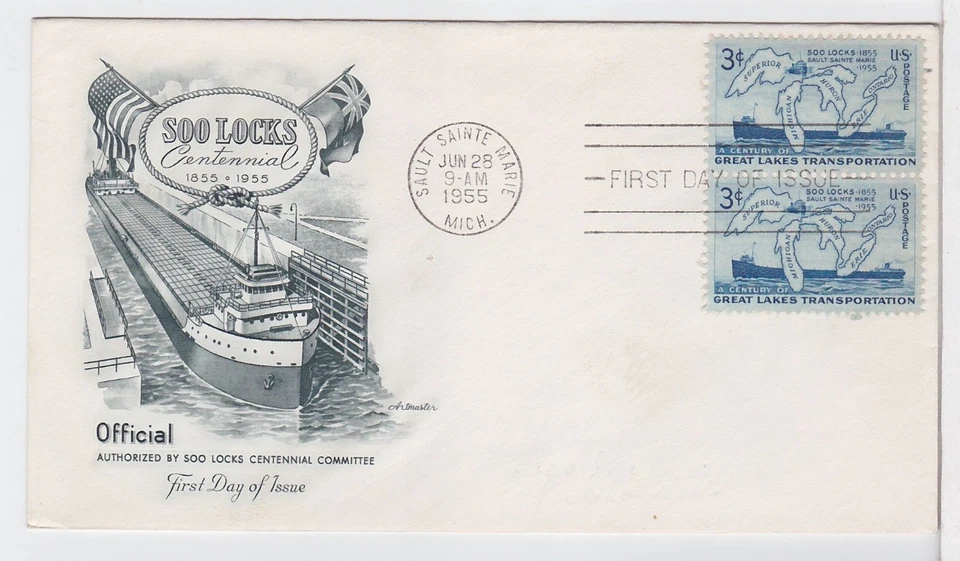 SOO LOCKS
Centennial
1855 • 1955
Artmaster
Official
AUTHORIZED BY SOO LOCKS CENTENNIAL COMMITTEE
First Day of Issue
SAULT SAINTE MARIE
JUN 28
9-AM
1955
MICH.
FIRST DAY OF ISSUE
3¢
SOO LOCKS·1855
SAULT SAINTE MARIE
·1955
U·S·
POSTAGE
SUPERIOR
HURON
MICHIGAN
ONTARIO
ERIE
A CENTURY OF
GREAT LAKES TRANSPORTATION
3¢
SOO LOCKS·1855
SAULT SAINTE MARIE
·1955
U·S·
POSTAGE
SUPERIOR
HURON
MICHIGAN
ONTARIO
ERIE
A CENTURY OF
GREAT LAKES TRANSPORTATION